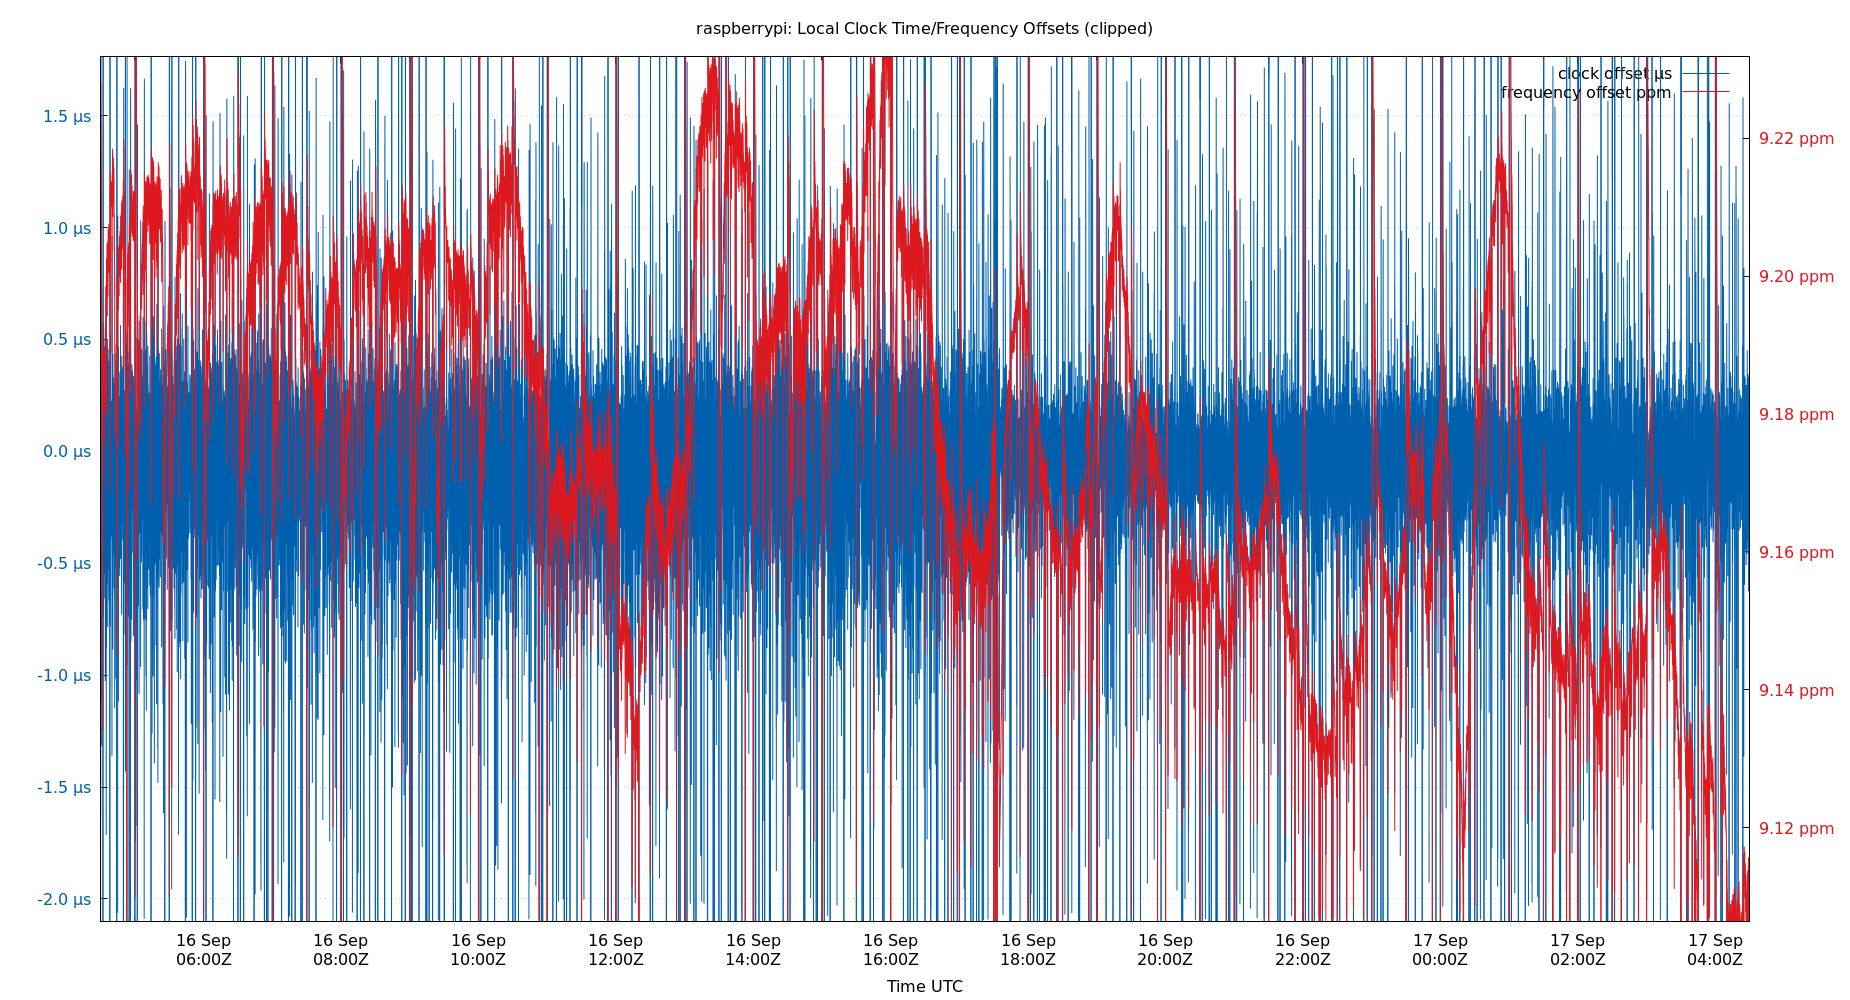 raspberrypi: Local Clock Time/Frequency Offsets (clipped)
clock offset µs
frequency offset ppm
1.5 µs
1.0 µs
0.5 µs
0.0 µs
-0.5 µs
-1.0 µs
-1.5 µs
-2.0 µs
9.22 ppm
9.20 ppm
9.18 ppm
9.16 ppm
9.14 ppm
9.12 ppm
16 Sep 16 Sep 16 Sep 16 Sep 16 Sep 16 Sep 16 Sep 16 Sep 16 Sep 17 Sep 17 Sep 17 Sep
06:00Z 08:00Z 10:00Z 12:00Z 14:00Z 16:00Z 18:00Z 20:00Z 22:00Z 00:00Z 02:00Z 04:00Z
Time UTC